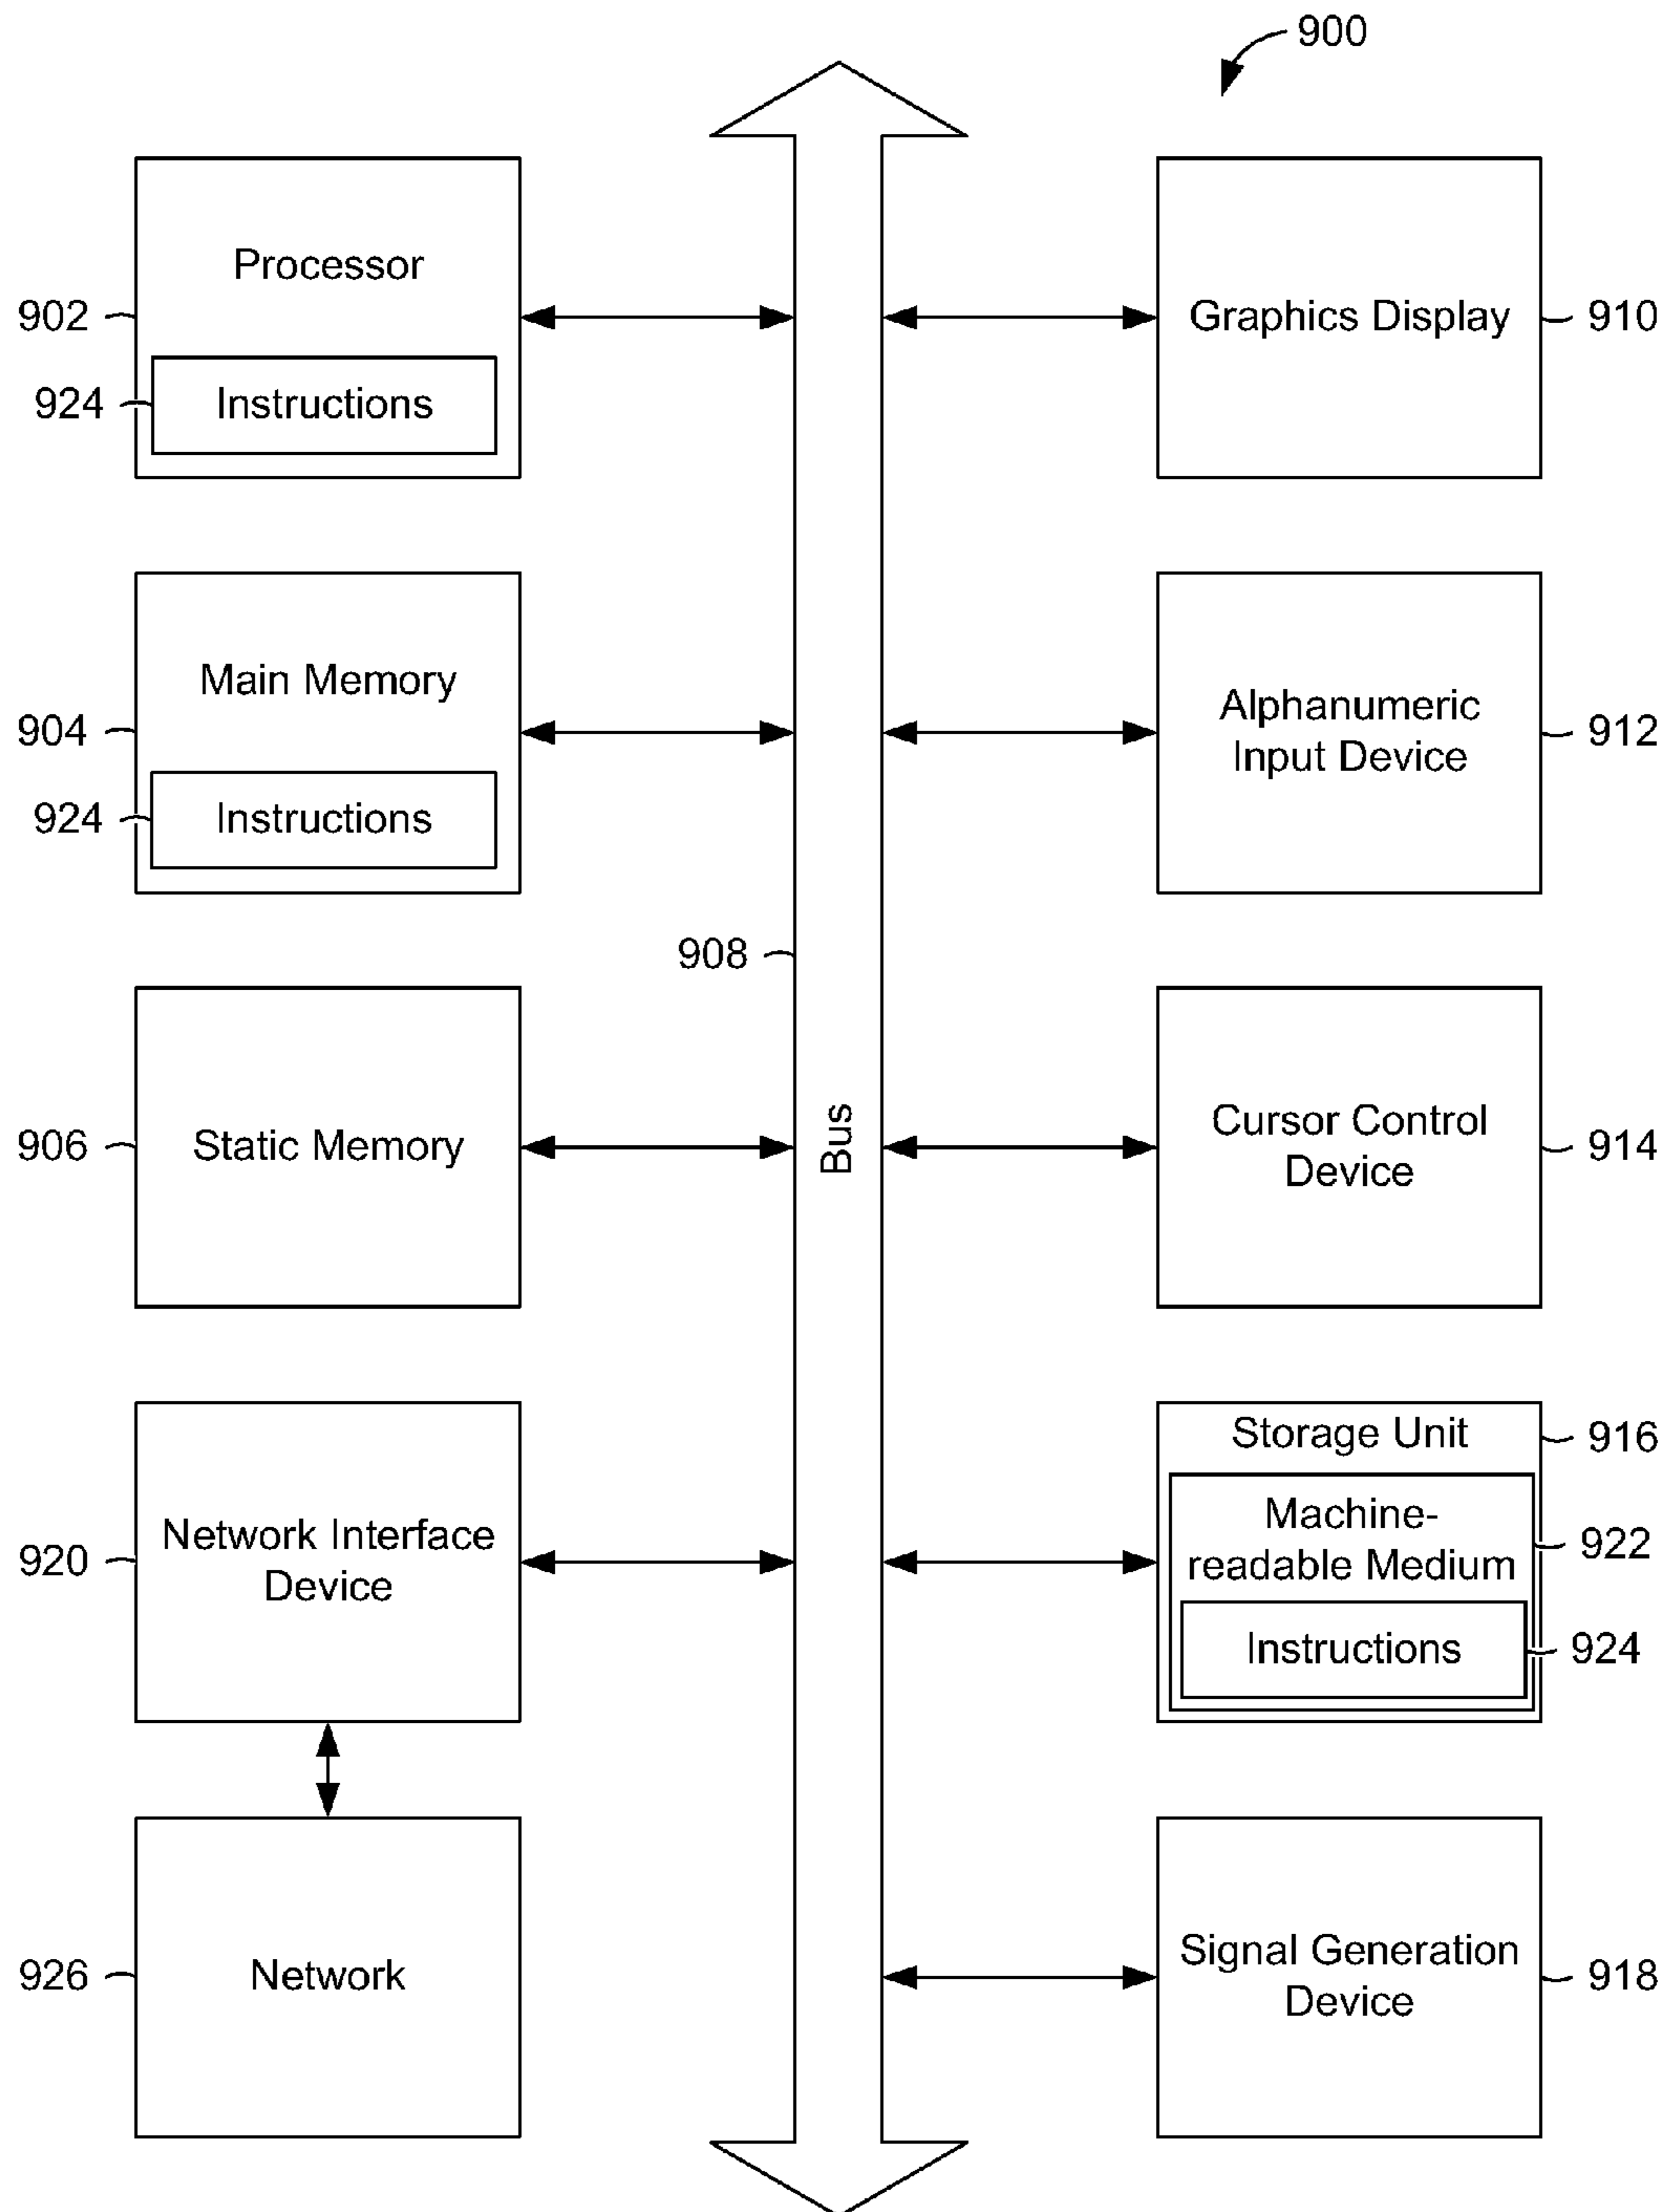 900
Processor
902
924
Instructions
Graphics Display
910
Main Memory
904
924
Instructions
Alphanumeric
Input Device
912
908
Bus
Static Memory
906
Cursor Control
Device
914
Network Interface
Device
920
Storage Unit
916
Machine-
readable Medium
922
Instructions
924
Network
926
Signal Generation
Device
918